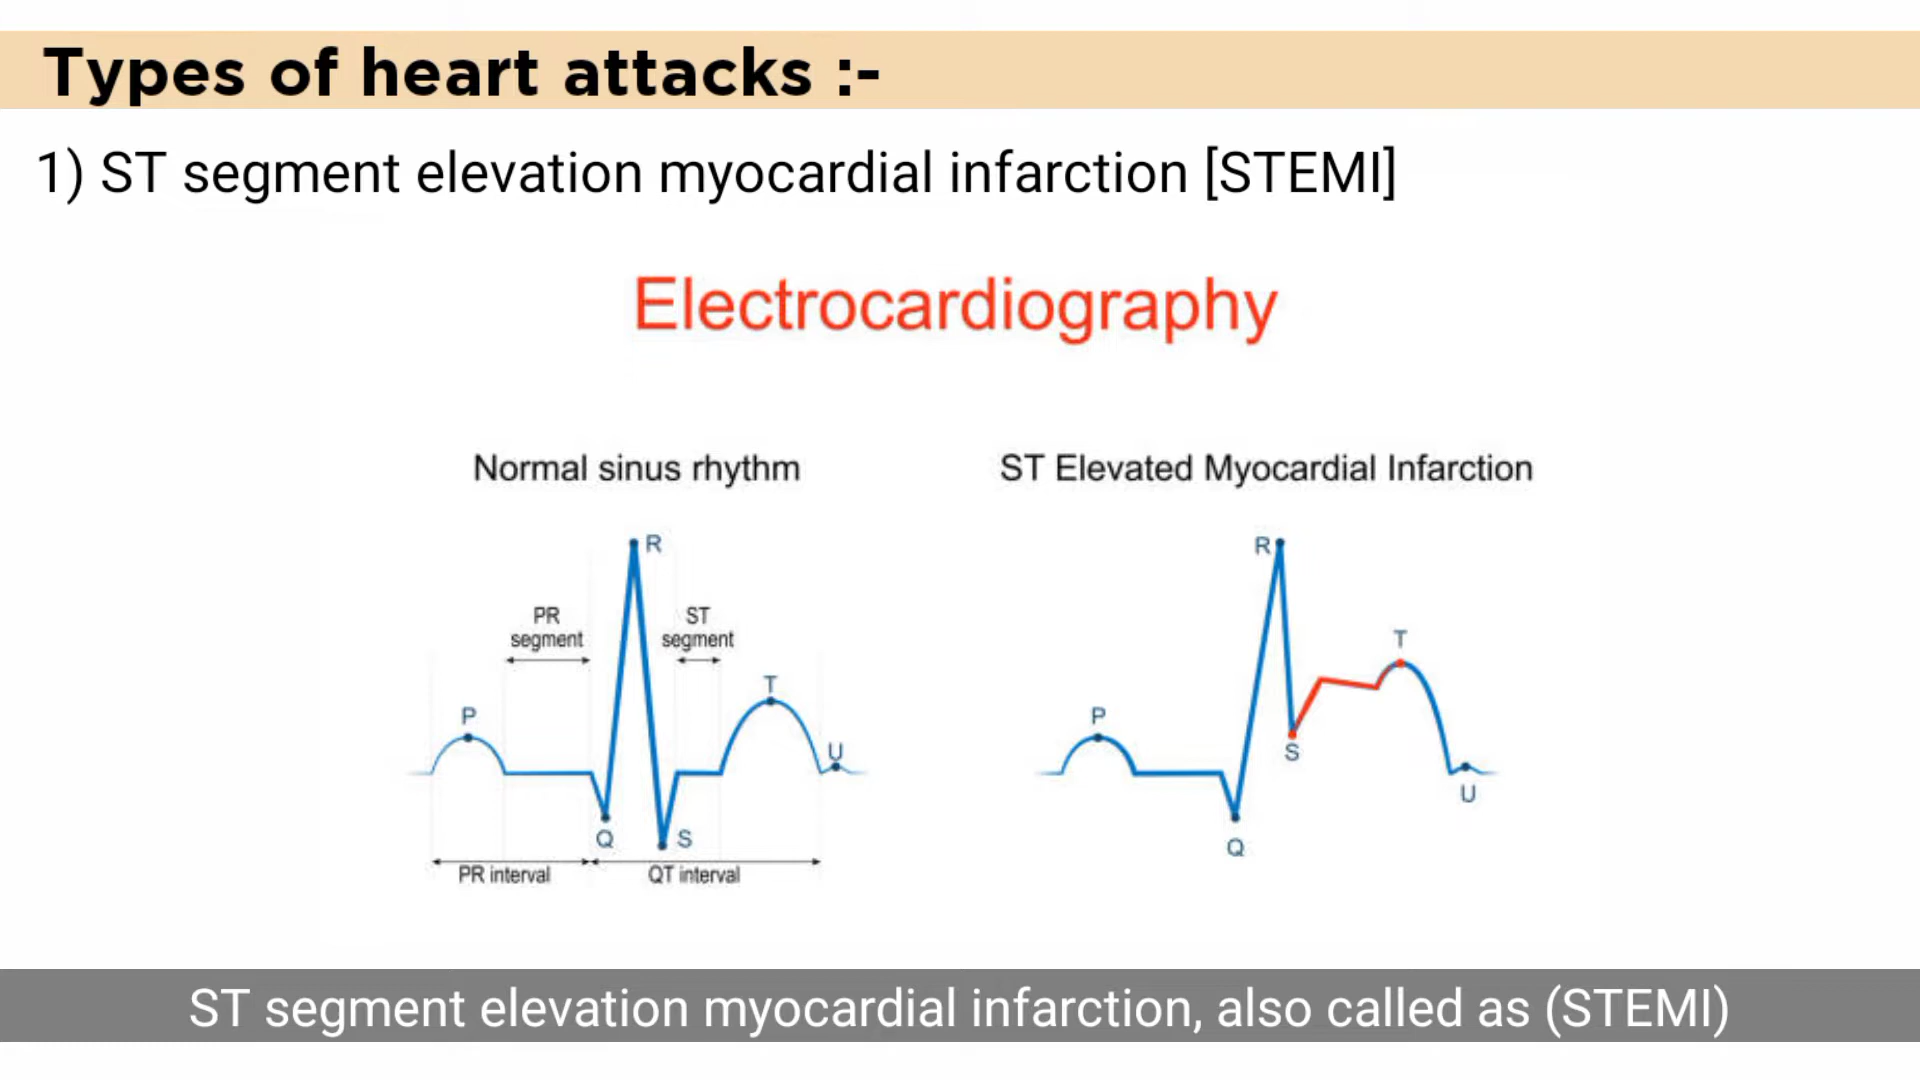 Types of heart attacks :-
1) ST segment elevation myocardial infarction [STEMI]
Electrocardiography
Normal sinus rhythm
R
PR
segment
ST
segment
P
T
U
Q
S
PR interval
QT interval
ST Elevated Myocardial Infarction
R
T
P
S
U
Q
ST segment elevation myocardial infarction, also called as (STEMI)